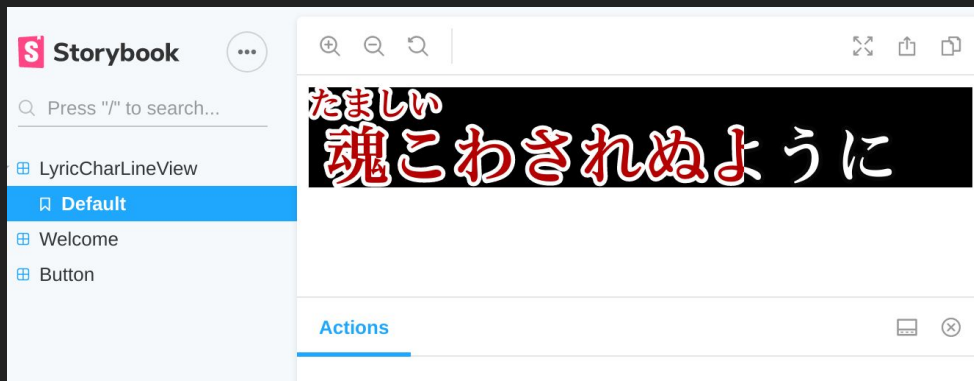 Storybook
Press "/" to search...
LyricCharLineView
Default
Welcome
Button
たましい
魂こわされぬように
Actions